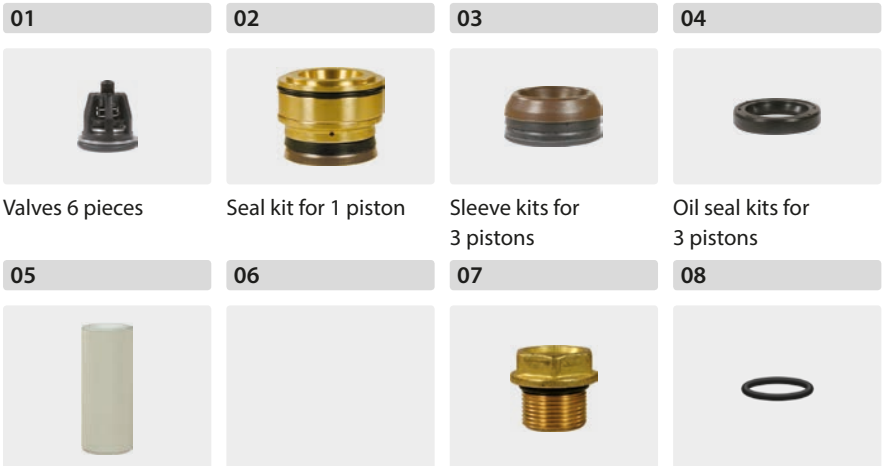 01
02
03
04
Valves 6 pieces
Seal kit for 1 piston
Sleeve kits for
3 pistons
Oil seal kits for
3 pistons
05
06
07
08